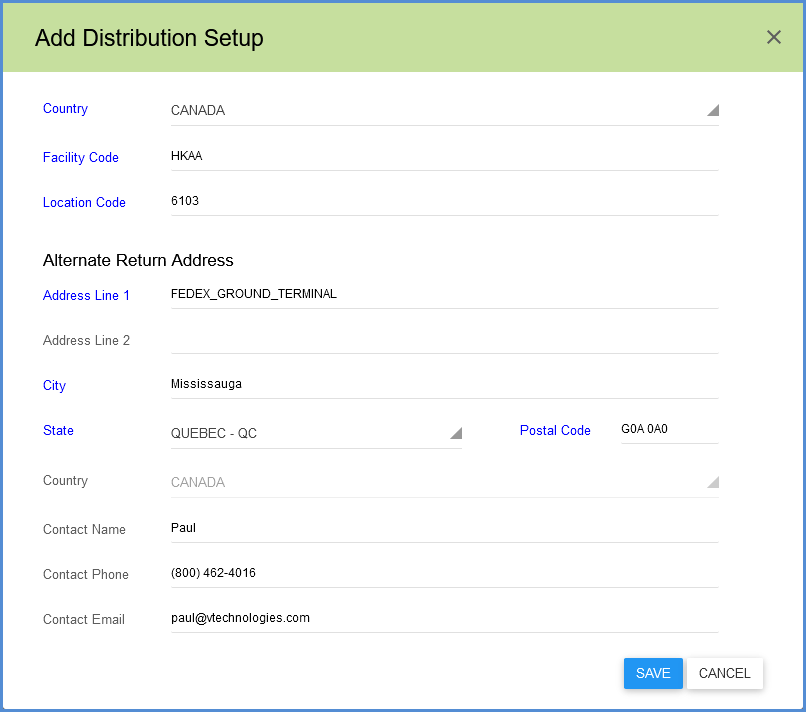 Add Distribution Setup
Country CANADA
Facility Code HKAA
Location Code 6103
Alternate Return Address
Address Line 1 FEDEX_GROUND_TERMINAL
Address Line 2
City Mississauga
State QUEBEC - QC Postal Code G0A 0A0
Country CANADA
Contact Name Paul
Contact Phone (800) 462-4016
Contact Email paul@vtechnologies.com
SAVE CANCEL